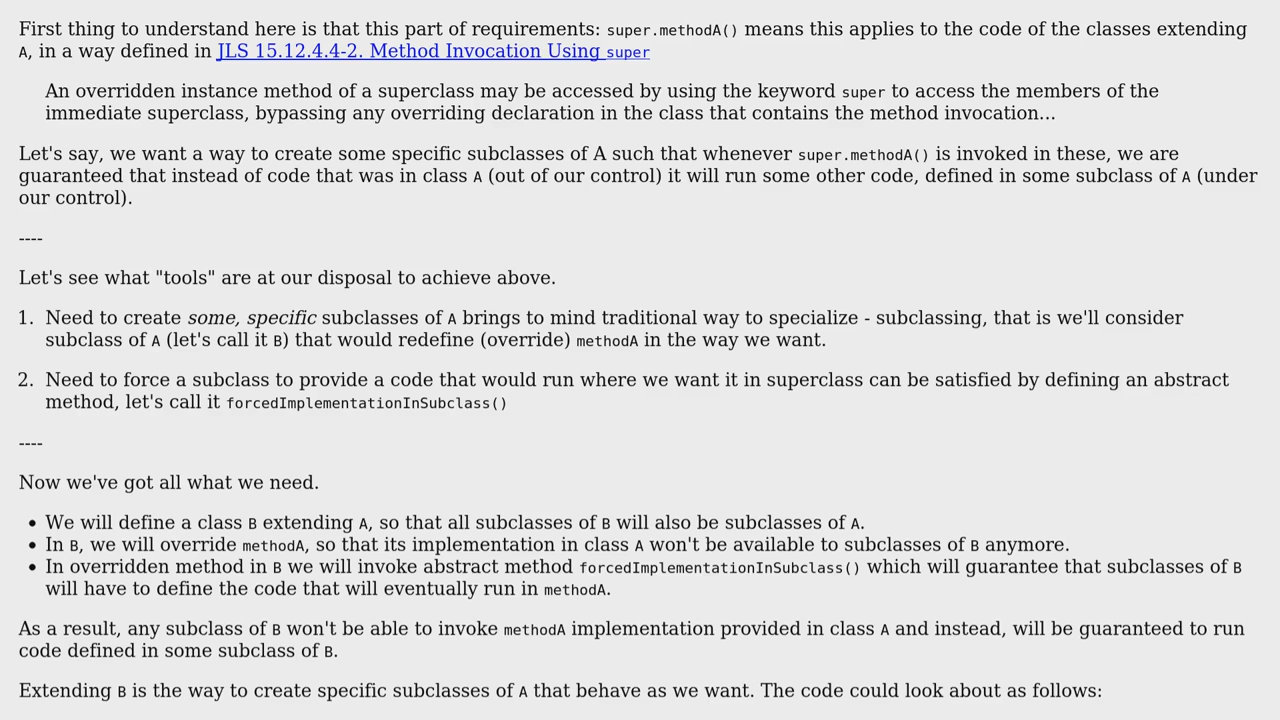 First thing to understand here is that this part of requirements: super.methodA() means this applies to the code of the classes extending
A, in a way defined in JLS 15.12.4.4-2. Method Invocation Using super
An overridden instance method of a superclass may be accessed by using the keyword super to access the members of the
immediate superclass, bypassing any overriding declaration in the class that contains the method invocation...
Let's say, we want a way to create some specific subclasses of A such that whenever super.methodA() is invoked in these, we are
guaranteed that instead of code that was in class A (out of our control) it will run some other code, defined in some subclass of A (under
our control).
----
Let's see what "tools" are at our disposal to achieve above.
1. Need to create some, specific subclasses of A brings to mind traditional way to specialize - subclassing, that is we'll consider
subclass of A (let's call it B) that would redefine (override) methodA in the way we want.
2. Need to force a subclass to provide a code that would run where we want it in superclass can be satisfied by defining an abstract
method, let's call it forcedImplementationInSubclass()
----
Now we've got all what we need.
• We will define a class B extending A, so that all subclasses of B will also be subclasses of A.
• In B, we will override methodA, so that its implementation in class A won't be available to subclasses of B anymore.
• In overridden method in B we will invoke abstract method forcedImplementationInSubclass() which will guarantee that subclasses of B
will have to define the code that will eventually run in methodA.
As a result, any subclass of B won't be able to invoke methodA implementation provided in class A and instead, will be guaranteed to run
code defined in some subclass of B.
Extending B is the way to create specific subclasses of A that behave as we want. The code could look about as follows: